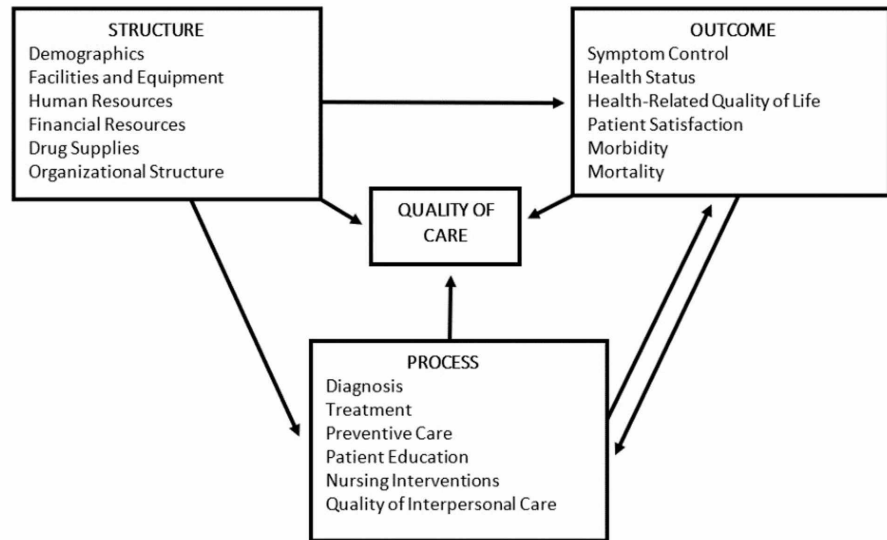 STRUCTURE
Demographics
Facilities and Equipment
Human Resources
Financial Resources
Drug Supplies
Organizational Structure
OUTCOME
Symptom Control
Health Status
Health-Related Quality of Life
Patient Satisfaction
Morbidity
Mortality
QUALITY OF
CARE
PROCESS
Diagnosis
Treatment
Preventive Care
Patient Education
Nursing Interventions
Quality of Interpersonal Care